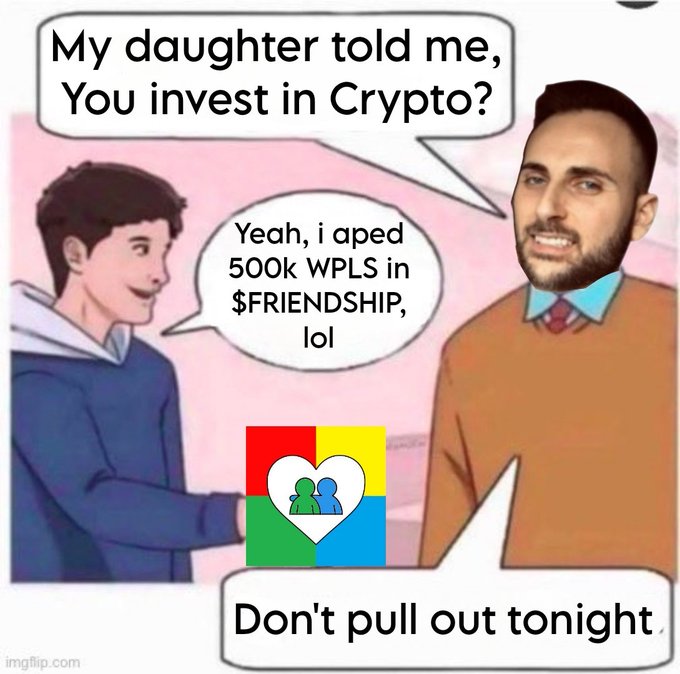 My daughter told me,
You invest in Crypto?
Yeah, i aped
500k WPLS in
$FRIENDSHIP,
lol
Don't pull out tonight
imgflip.com